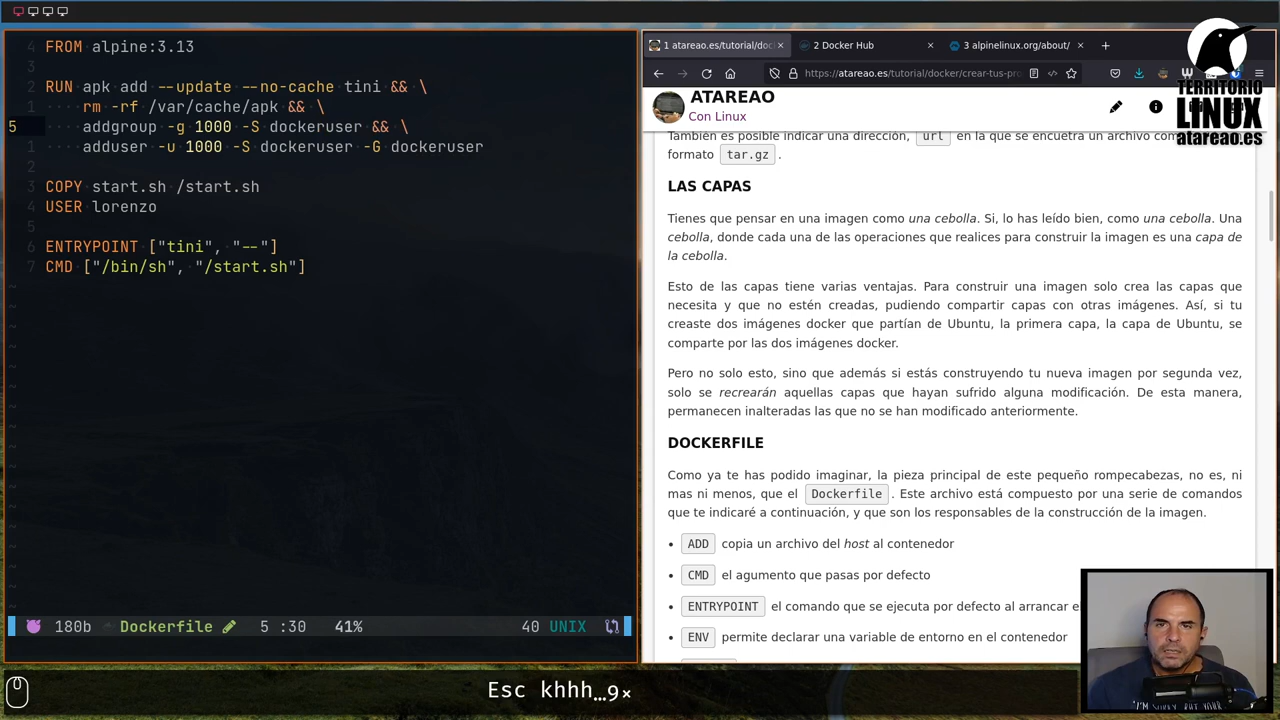 4 FROM alpine:3.13
3
2 RUN apk add --update --no-cache tini && \
1 rm -rf /var/cache/apk && \
5 addgroup -g 1000 -S dockeruser && \
1 adduser -u 1000 -S dockeruser -G dockeruser
2
3 COPY start.sh /start.sh
4 USER lorenzo
5
6 ENTRYPOINT ["tini", "--"]
7 CMD ["/bin/sh", "/start.sh"]
180b Dockerfile 5 :30 41% 40 UNIX
Esc khhh…9×
1 atareao.es/tutorial/doc × 2 Docker Hub × 3 alpinelinux.org/about/ × +
https://atareao.es/tutorial/docker/crear-tus-pro
TERRITORIO
LINUX
atareao.es
ATAREAO
Con Linux
También es posible indicar una dirección, url en la que se encuetra un archivo com
formato tar.gz .
LAS CAPAS
Tienes que pensar en una imagen como una cebolla. Si, lo has leído bien, como una cebolla. Una
cebolla, donde cada una de las operaciones que realices para construir la imagen es una capa de
la cebolla.
Esto de las capas tiene varias ventajas. Para construir una imagen solo crea las capas que
necesita y que no estén creadas, pudiendo compartir capas con otras imágenes. Así, si tu
creaste dos imágenes docker que partían de Ubuntu, la primera capa, la capa de Ubuntu, se
comparte por las dos imágenes docker.
Pero no solo esto, sino que además si estás construyendo tu nueva imagen por segunda vez,
solo se recrearán aquellas capas que hayan sufrido alguna modificación. De esta manera,
permanecen inalteradas las que no se han modificado anteriormente.
DOCKERFILE
Como ya te has podido imaginar, la pieza principal de este pequeño rompecabezas, no es, ni
mas ni menos, que el Dockerfile . Este archivo está compuesto por una serie de comandos
que te indicaré a continuación, y que son los responsables de la construcción de la imagen.
• ADD copia un archivo del host al contenedor
• CMD el agumento que pasas por defecto
• ENTRYPOINT el comando que se ejecuta por defecto al arrancar e
• ENV permite declarar una variable de entorno en el contenedor